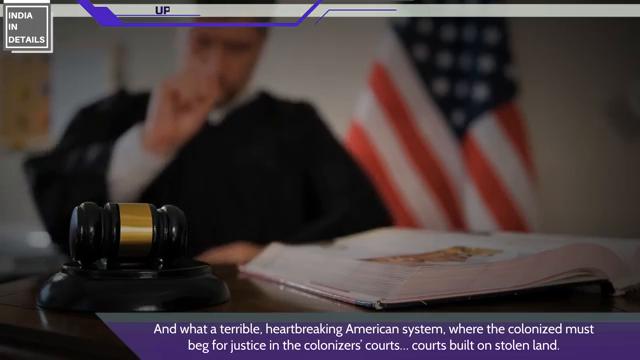 INDIA
IN
DETAILS
UP
And what a terrible, heartbreaking American system, where the colonized must
beg for justice in the colonizers' courts... courts built on stolen land.